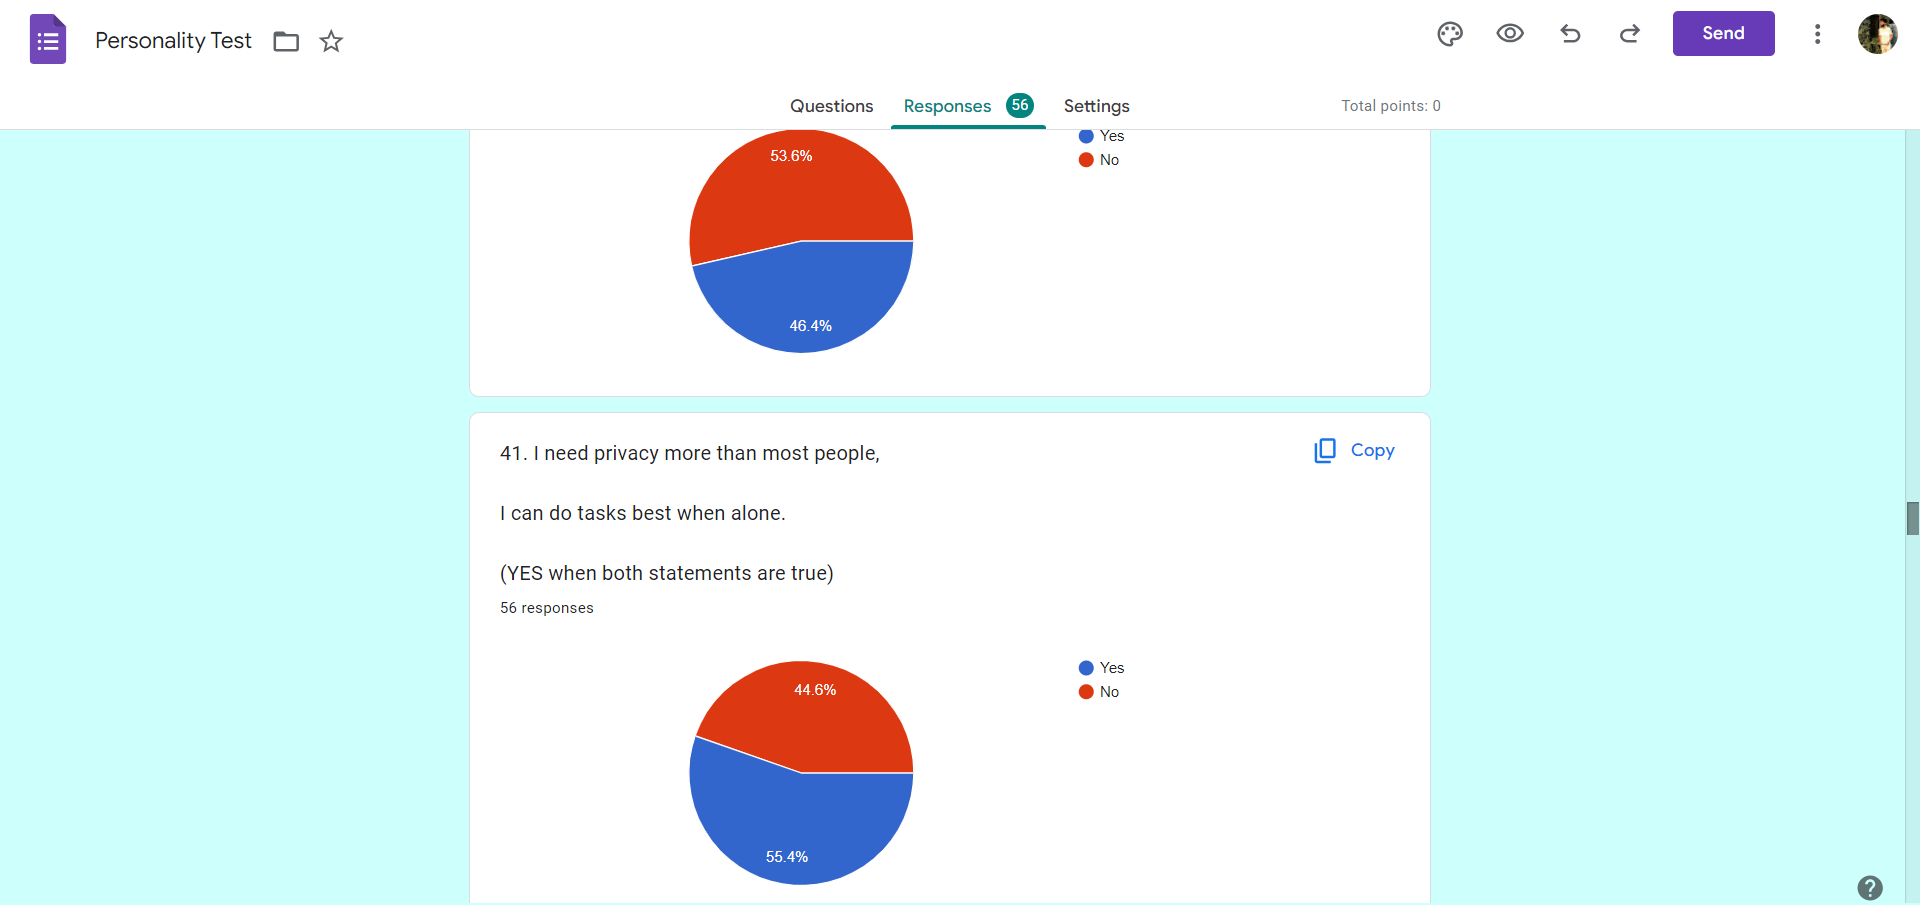 Personality Test
Send
Questions
Responses 56
Settings
Total points: 0
Yes
No
53.6%
46.4%
41. I need privacy more than most people,
Copy
I can do tasks best when alone.
(YES when both statements are true)
56 responses
Yes
No
44.6%
55.4%
?